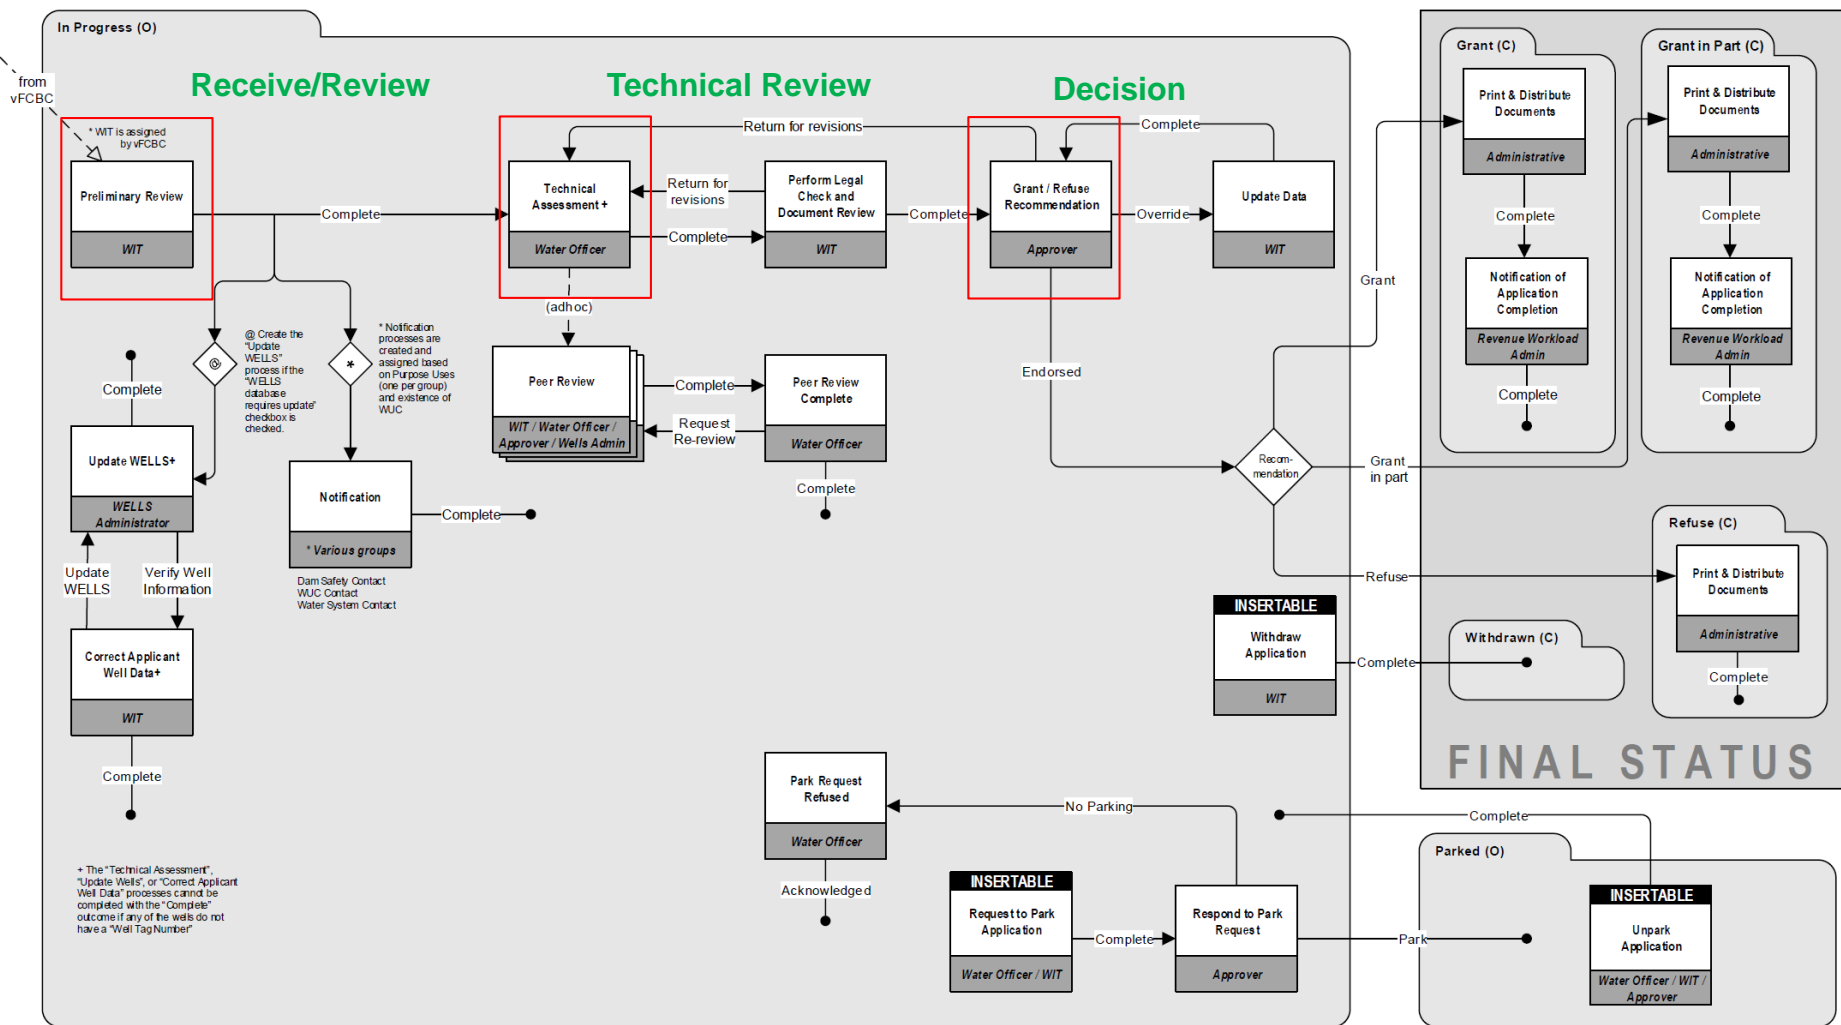 In Progress (O)
from
vFCBC
Receive/Review
Technical Review
Decision
* WIT is assigned
by vFCBC
Preliminary Review
WIT
Complete
Return for revisions
Technical
Assessment +
Water Officer
Return for
revisions
Complete
Perform Legal
Check and
Document Review
WIT
Complete
Grant / Refuse
Recommendation
Approver
Complete
Override
Update Data
WIT
(adhoc)
@ Create the
"Update
WELLS"
process if the
"WELLS
database
requires update"
checkbox is
checked.
@
* Notification
processes are
created and
assigned based
on Purpose Uses
(one per group)
and existence of
WUC
*
Complete
Update WELLS+
WELLS
Administrator
Update
WELLS
Verify Well
Information
Correct Applicant
Well Data+
WIT
Complete
Notification
* Various groups
Complete
Dam Safety Contact
WUC Contact
Water System Contact
Peer Review
WIT / Water Officer /
Approver / Wells Admin
Complete
Request
Re-review
Peer Review
Complete
Water Officer
Complete
Endorsed
Recom-
mendation
Grant
Grant
in part
Refuse
INSERTABLE
Withdraw
Application
WIT
Complete
Park Request
Refused
Water Officer
Acknowledged
No Parking
INSERTABLE
Request to Park
Application
Water Officer / WIT
Complete
Respond to Park
Request
Approver
Park
+ The "Technical Assessment",
"Update Wells", or "Correct Applicant
Well Data" processes cannot be
completed with the "Complete"
outcome if any of the wells do not
have a "Well Tag Number"
Grant (C)
Print & Distribute
Documents
Administrative
Complete
Notification of
Application
Completion
Revenue Workload
Admin
Complete
Grant in Part (C)
Print & Distribute
Documents
Administrative
Complete
Notification of
Application
Completion
Revenue Workload
Admin
Complete
Refuse (C)
Print & Distribute
Documents
Administrative
Complete
Withdrawn (C)
FINAL STATUS
Complete
Parked (O)
INSERTABLE
Unpark
Application
Water Officer / WIT /
Approver